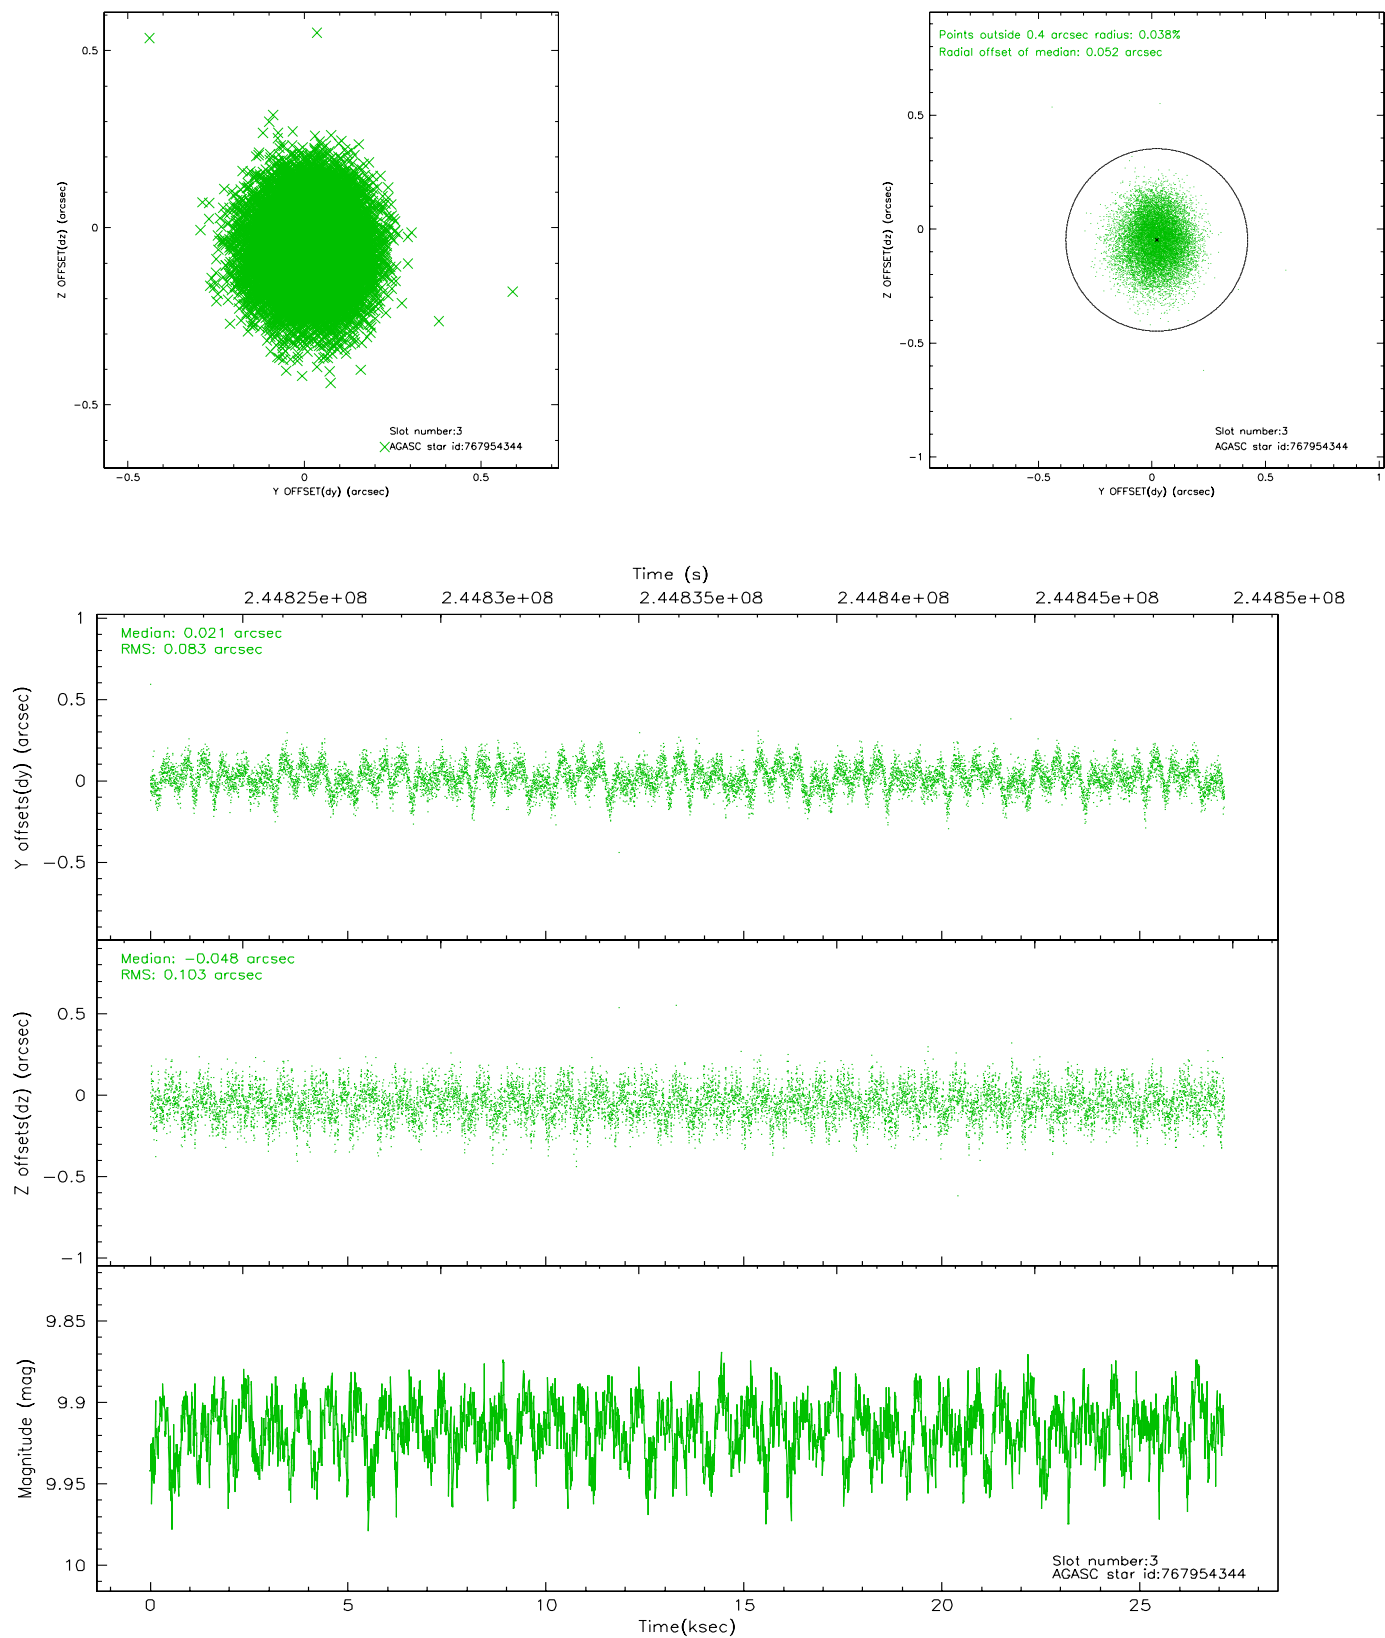 0.5
0
−0.5
Z OFFSET(dz) (arcsec)
Slot number:3
AGASC star id:767954344
−0.5 0 0.5
Y OFFSET(dy) (arcsec)
Points outside 0.4 arcsec radius: 0.038%
Radial offset of median: 0.052 arcsec
0.5
0
−0.5
−1
Z OFFSET(dz) (arcsec)
Slot number:3
AGASC star id:767954344
−0.5 0 0.5 1
Y OFFSET(dy) (arcsec)
Time (s)
2.44825e+08 2.4483e+08 2.44835e+08 2.4484e+08 2.44845e+08 2.4485e+08
Median: 0.021 arcsec
RMS: 0.083 arcsec
1
0.5
0
−0.5
Y offsets(dy) (arcsec)
Median: −0.048 arcsec
RMS: 0.103 arcsec
0.5
0
−0.5
−1
Z offsets(dz) (arcsec)
9.85
9.9
9.95
10
Magnitude (mag)
Slot number:3
AGASC star id:767954344
0 5 10 15 20 25
Time(ksec)